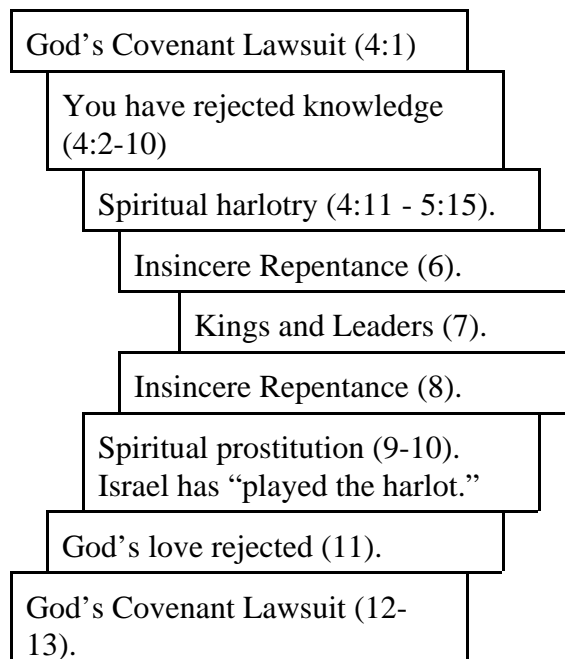 God’s Covenant Lawsuit (4:1)
You have rejected knowledge
(4:2-10)
Spiritual harlotry (4:11 - 5:15).
Insincere Repentance (6).
Kings and Leaders (7).
Insincere Repentance (8).
Spiritual prostitution (9-10).
Israel has “played the harlot.”
God’s love rejected (11).
God’s Covenant Lawsuit (12-
13).